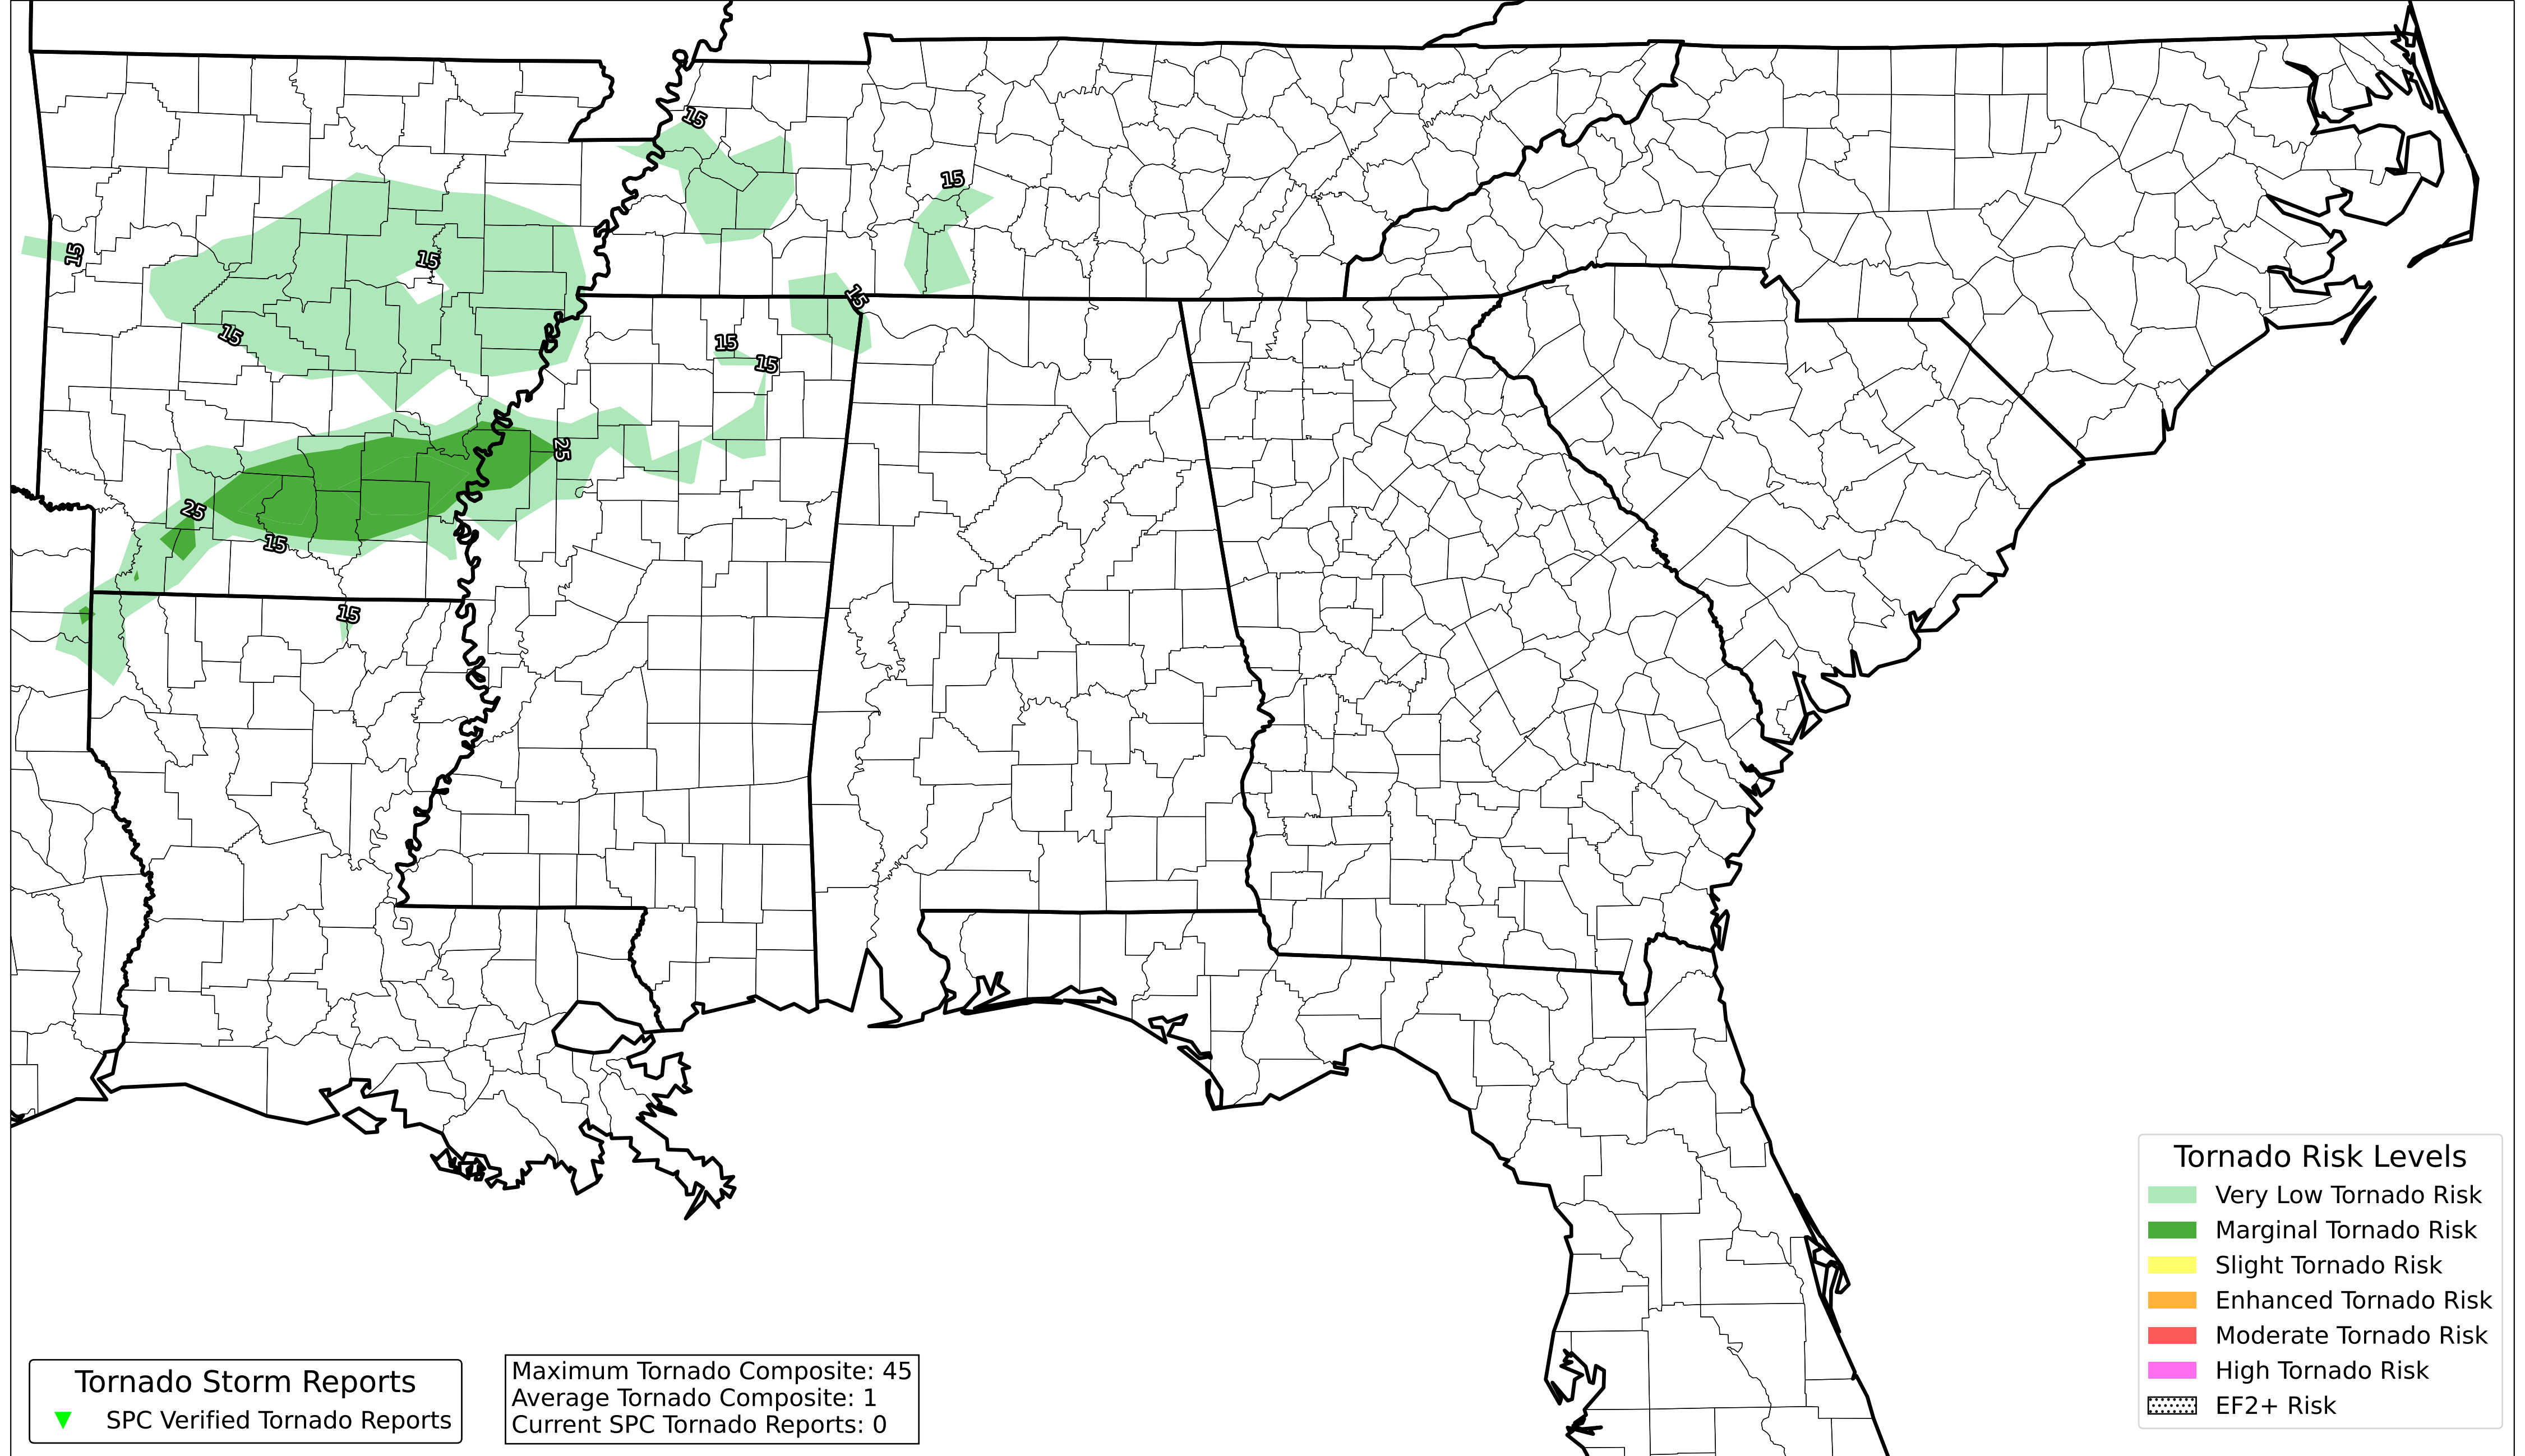 15
15
15
15
15
15
15
15
25
25
15
15
Tornado Risk Levels
Very Low Tornado Risk
Marginal Tornado Risk
Slight Tornado Risk
Enhanced Tornado Risk
Moderate Tornado Risk
High Tornado Risk
EF2+ Risk
Tornado Storm Reports
SPC Verified Tornado Reports
Maximum Tornado Composite: 45
Average Tornado Composite: 1
Current SPC Tornado Reports: 0